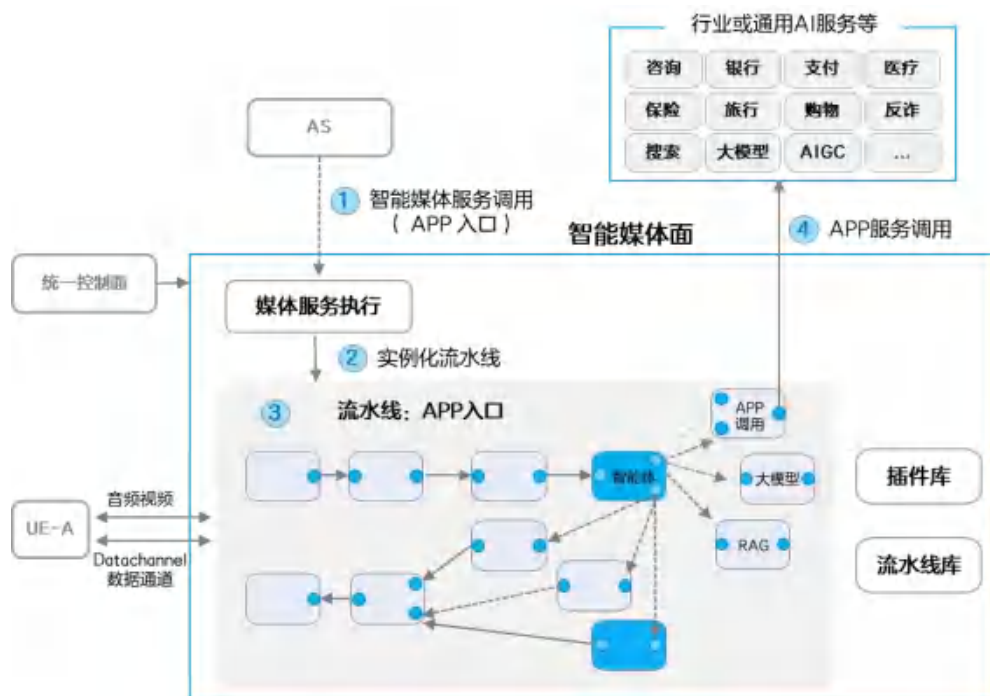 行业或通用AI服务等
咨询
银行
支付
医疗
保险
旅行
购物
反诈
搜索
大模型
AIGC
...
AS
1
智能媒体服务调用
( APP 入口 )
智能媒体面
4
APP服务调用
统一控制面
媒体服务执行
2
实例化流水线
3
流水线：APP入口
APP
调用
智能体
大模型
RAG
插件库
流水线库
UE-A
音频视频
Datachannel
数据通道